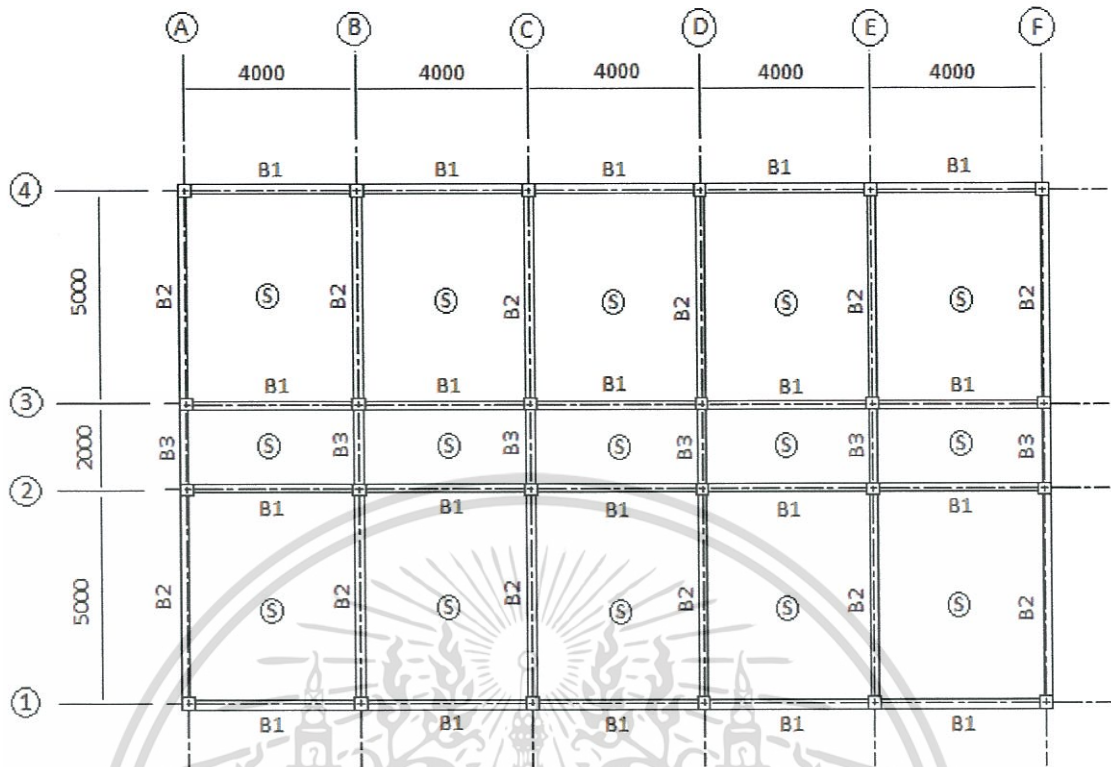 A B C D E F
4000 4000 4000 4000 4000
B1 B1 B1 B1 B1
4
5000 B2 S B2 S B2 S B2 S B2 S B2
B1 B1 B1 B1 B1
3
2000 B3 S B3 S B3 S B3 S B3 S B3
2
B1 B1 B1 B1 B1
5000 B2 S B2 S B2 S B2 S B2 S B2
1
B1 B1 B1 B1 B1